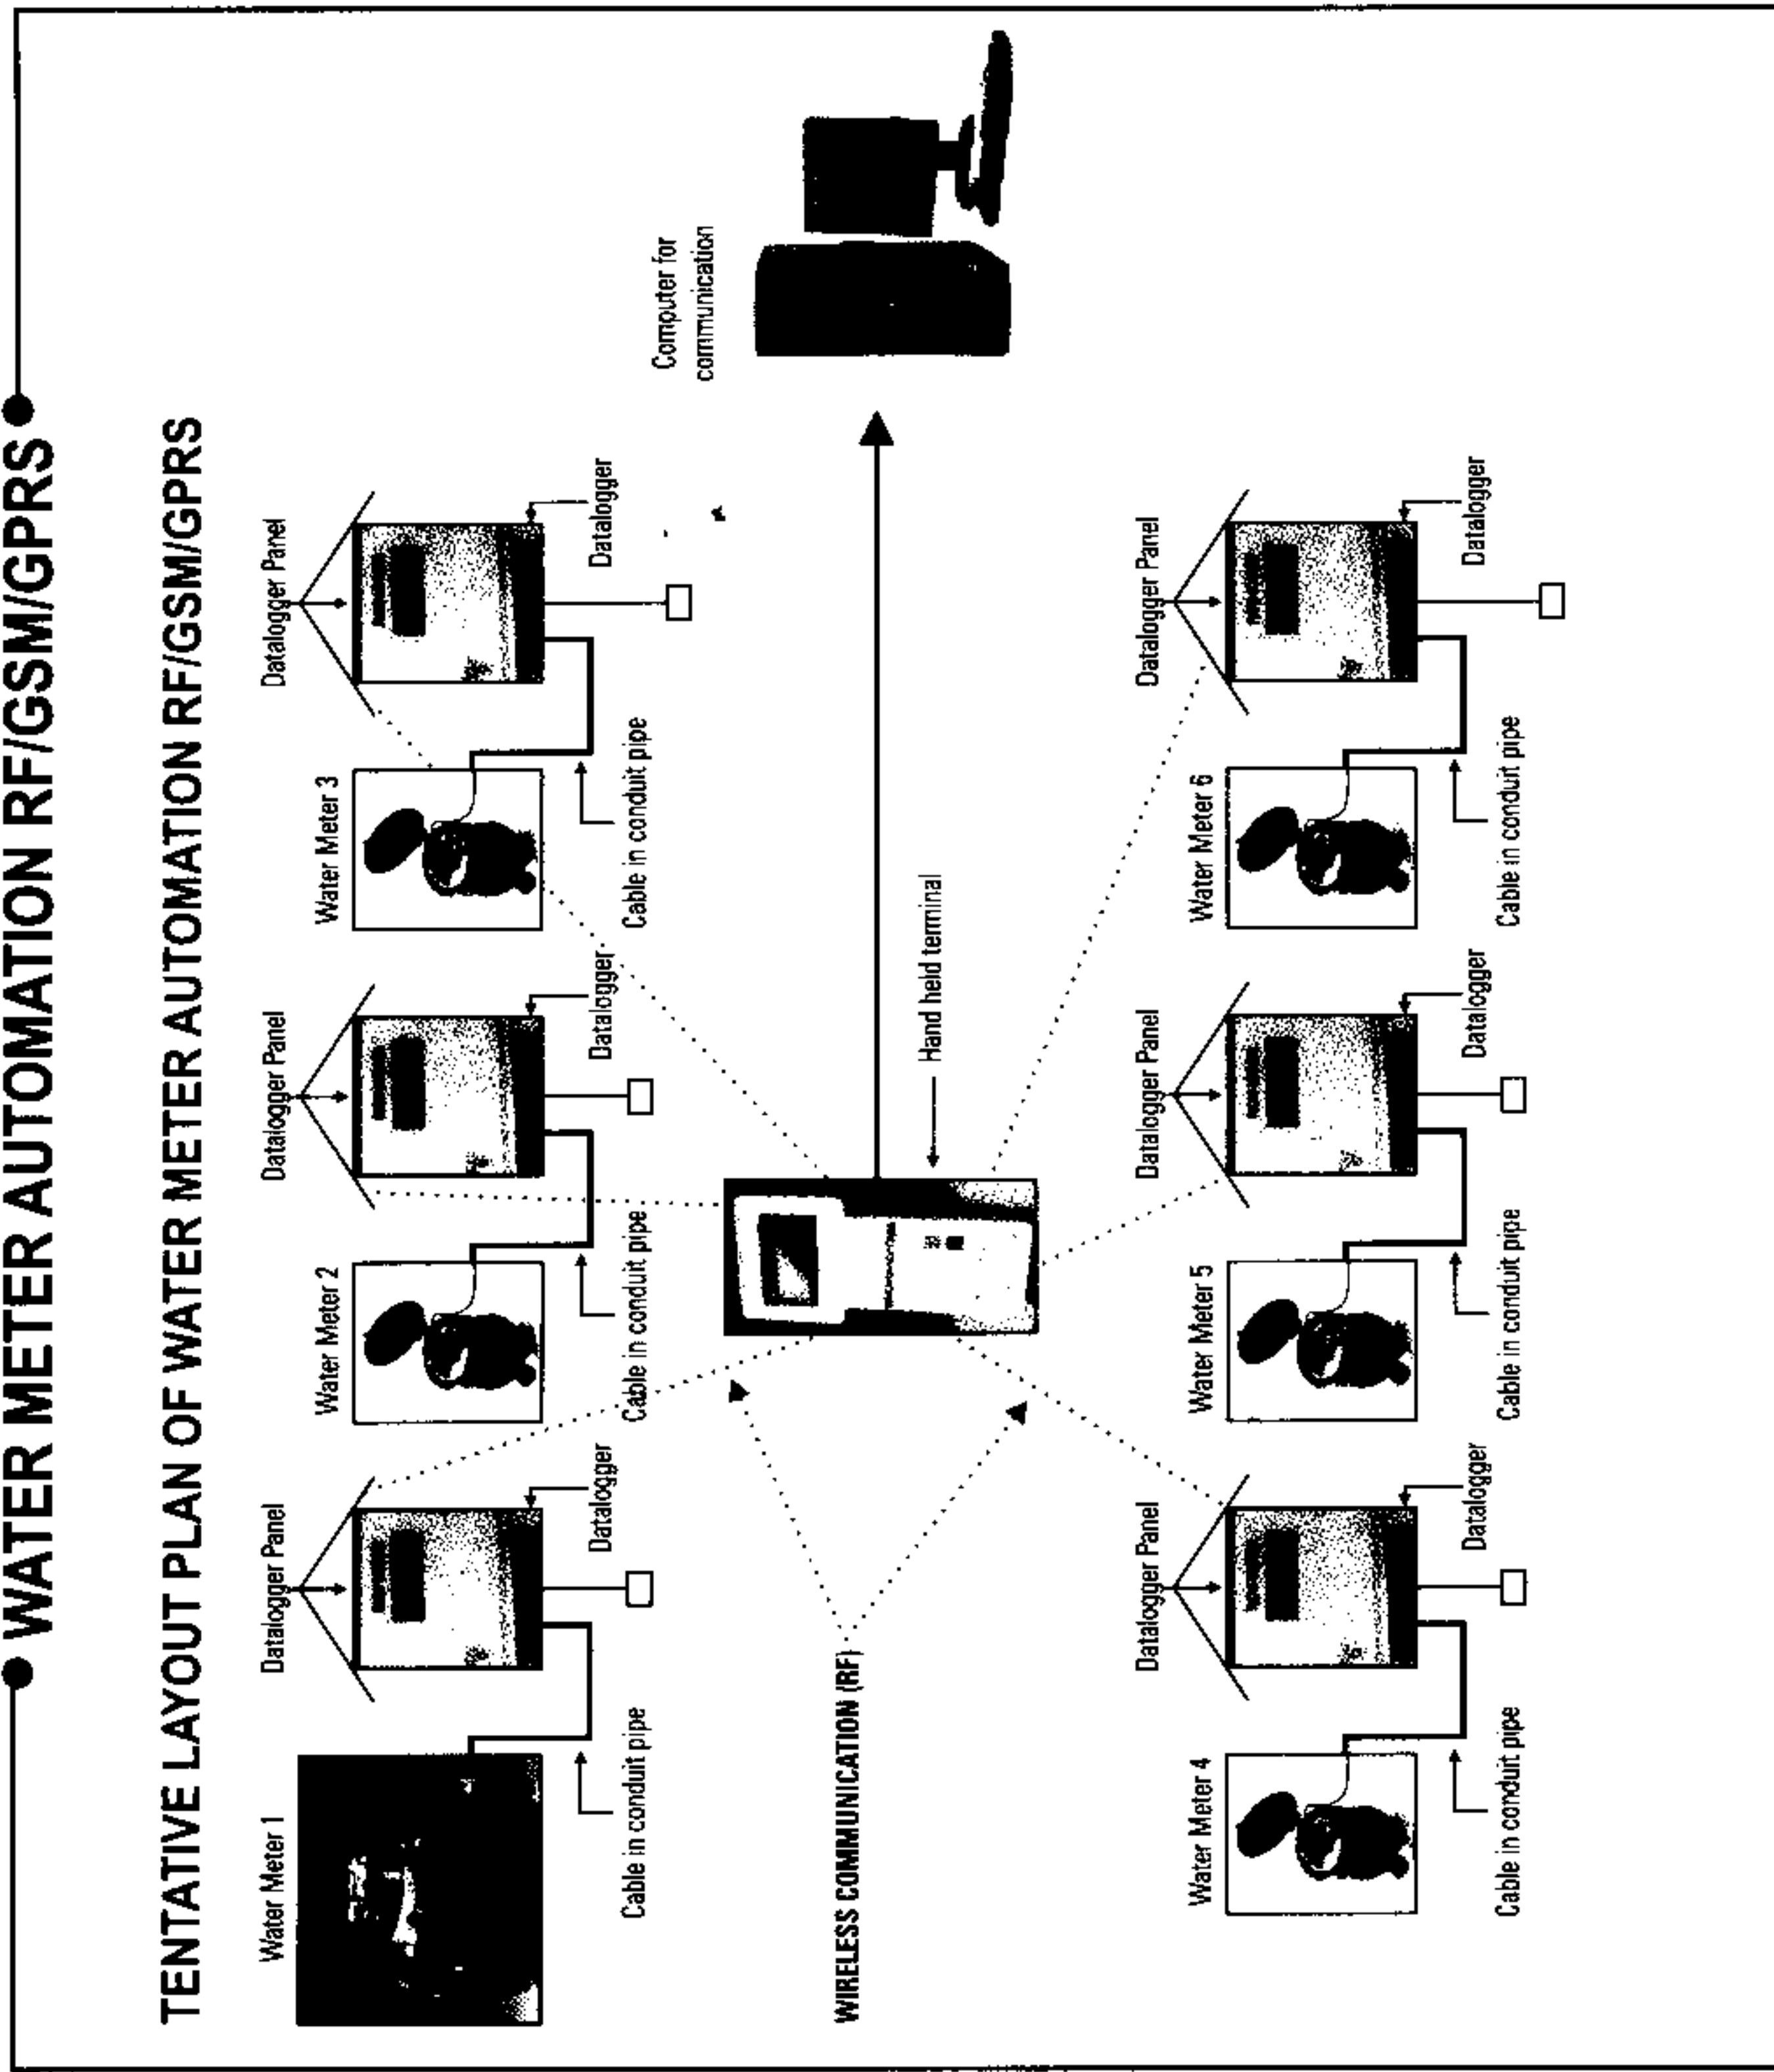 WATER METER AUTOMATION RF/GSM/GPRS
TENTATIVE LAYOUT PLAN OF WATER METER AUTOMATION RF/GSM/GPRS
Water Meter 1
Datalogger Panel
Datalogger
Cable in conduit pipe
Water Meter 2
Datalogger Panel
Datalogger
Cable in conduit pipe
Water Meter 3
Datalogger Panel
Datalogger
Cable in conduit pipe
WIRELESS COMMUNICATION (RF)
Hand held terminal
Computer for
communication
Water Meter 4
Datalogger Panel
Datalogger
Cable in conduit pipe
Water Meter 5
Datalogger Panel
Datalogger
Cable in conduit pipe
Water Meter 6
Datalogger Panel
Datalogger
Cable in conduit pipe